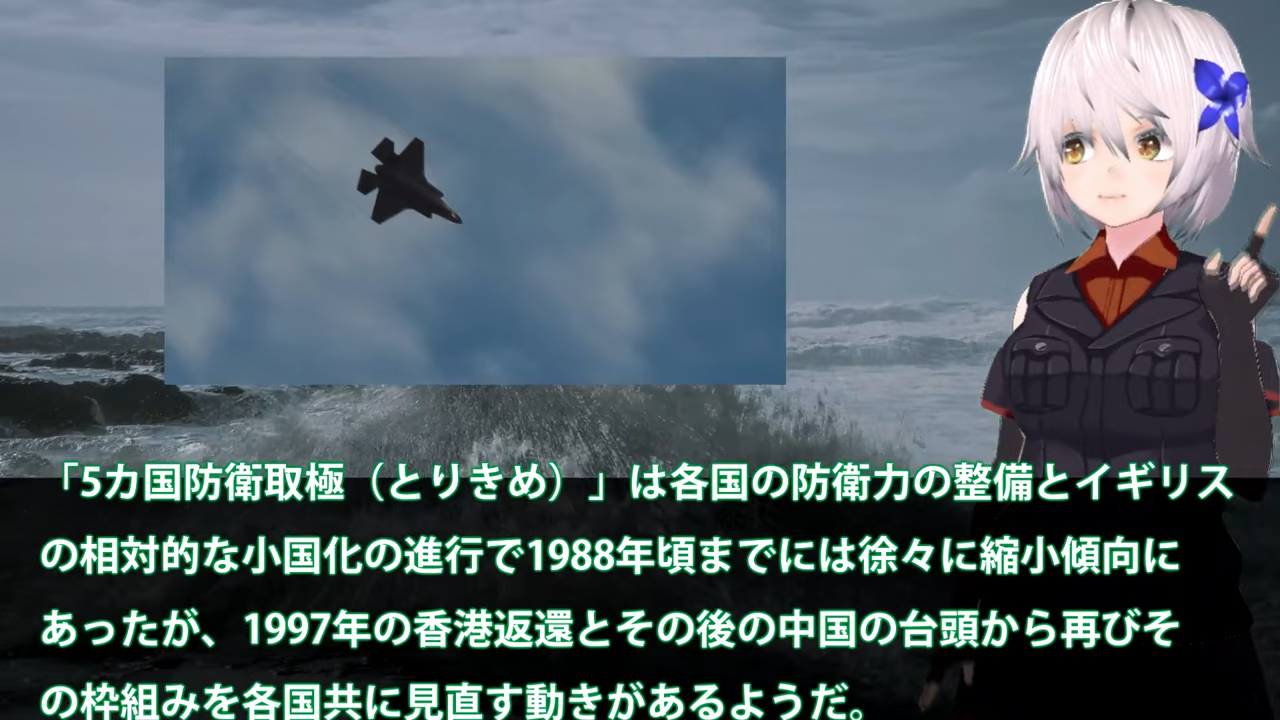 「5カ国防衛取極（とりきめ）」は各国の防衛力の整備とイギリス
の相対的な小国化の進行で1988年頃までには徐々に縮小傾向に
あったが、1997年の香港返還とその後の中国の台頭から再びそ
の枠組みを各国共に見直す動きがあるようだ。